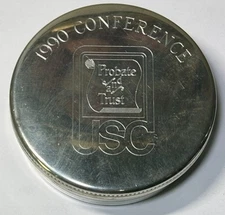 1990 CONFERENCE
Probate
and
Trust
USC